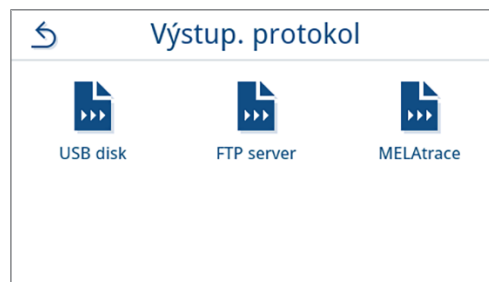 Výstup. protokol
USB disk
FTP server
MELAtrace